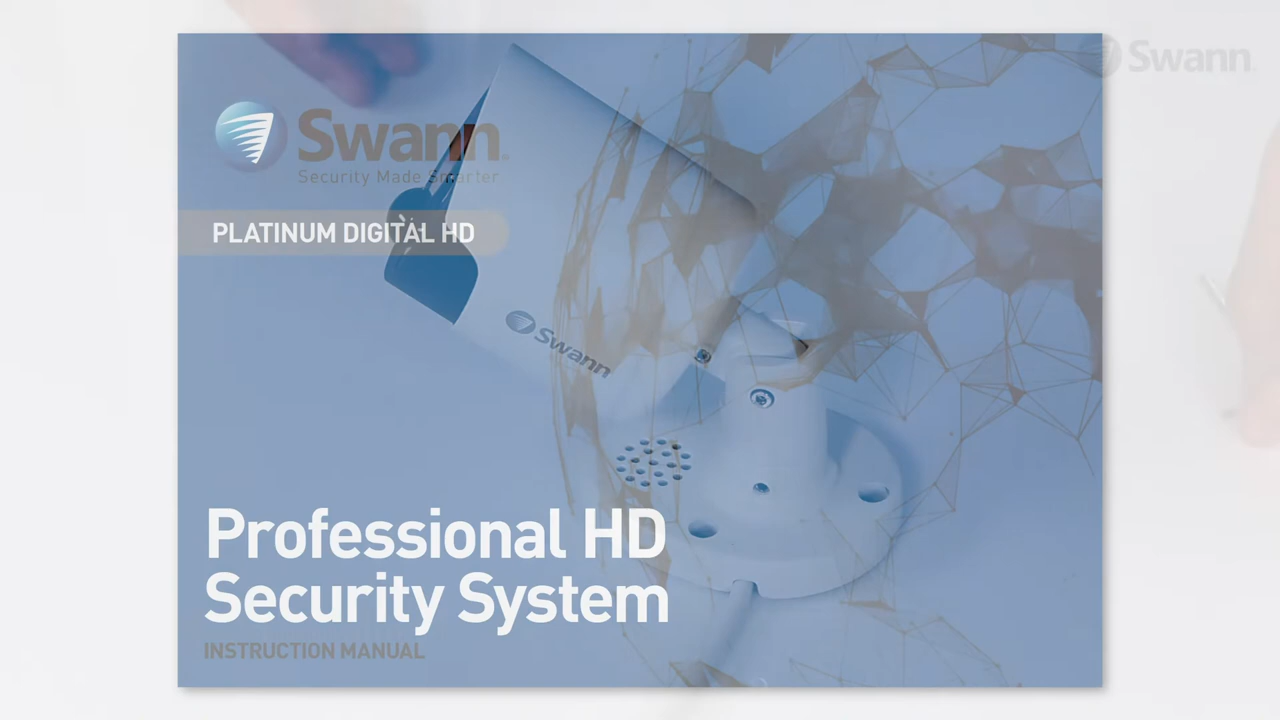 Swann
Swann
Security Made Smarter
PLATINUM DIGITAL HD
Swann
Professional HD
Security System
INSTRUCTION MANUAL